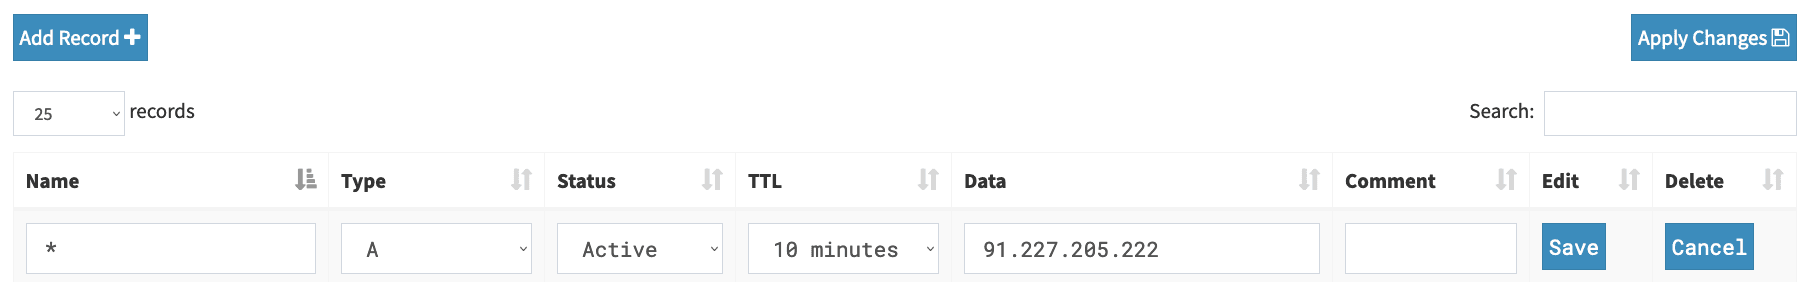 Add Record
Apply Changes
25 records
Search:
Name Type Status TTL Data Comment Edit Delete
* A Active 10 minutes 91.227.205.222 Save Cancel